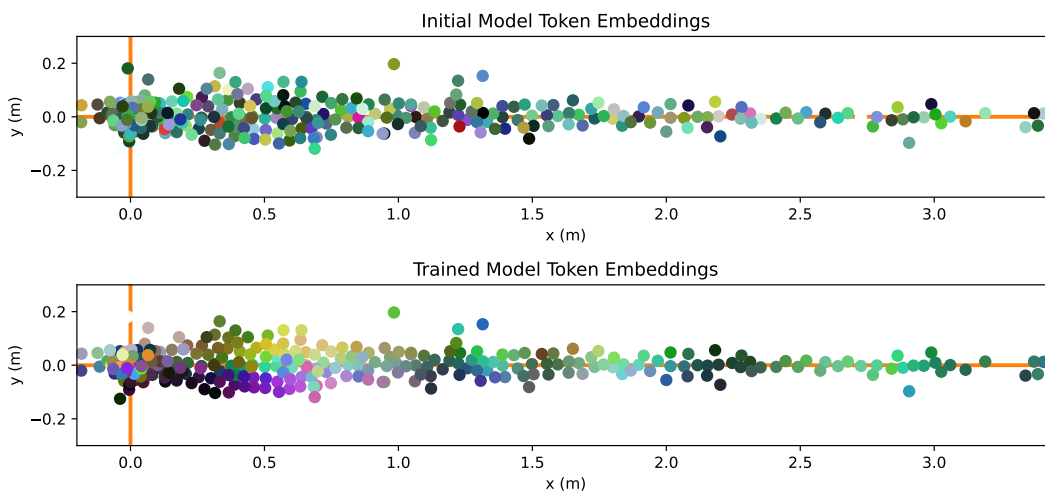 Initial Model Token Embeddings
0.2
0.0
−0.2
y (m)
0.0 0.5 1.0 1.5 2.0 2.5 3.0
x (m)
Trained Model Token Embeddings
0.2
0.0
−0.2
y (m)
0.0 0.5 1.0 1.5 2.0 2.5 3.0
x (m)